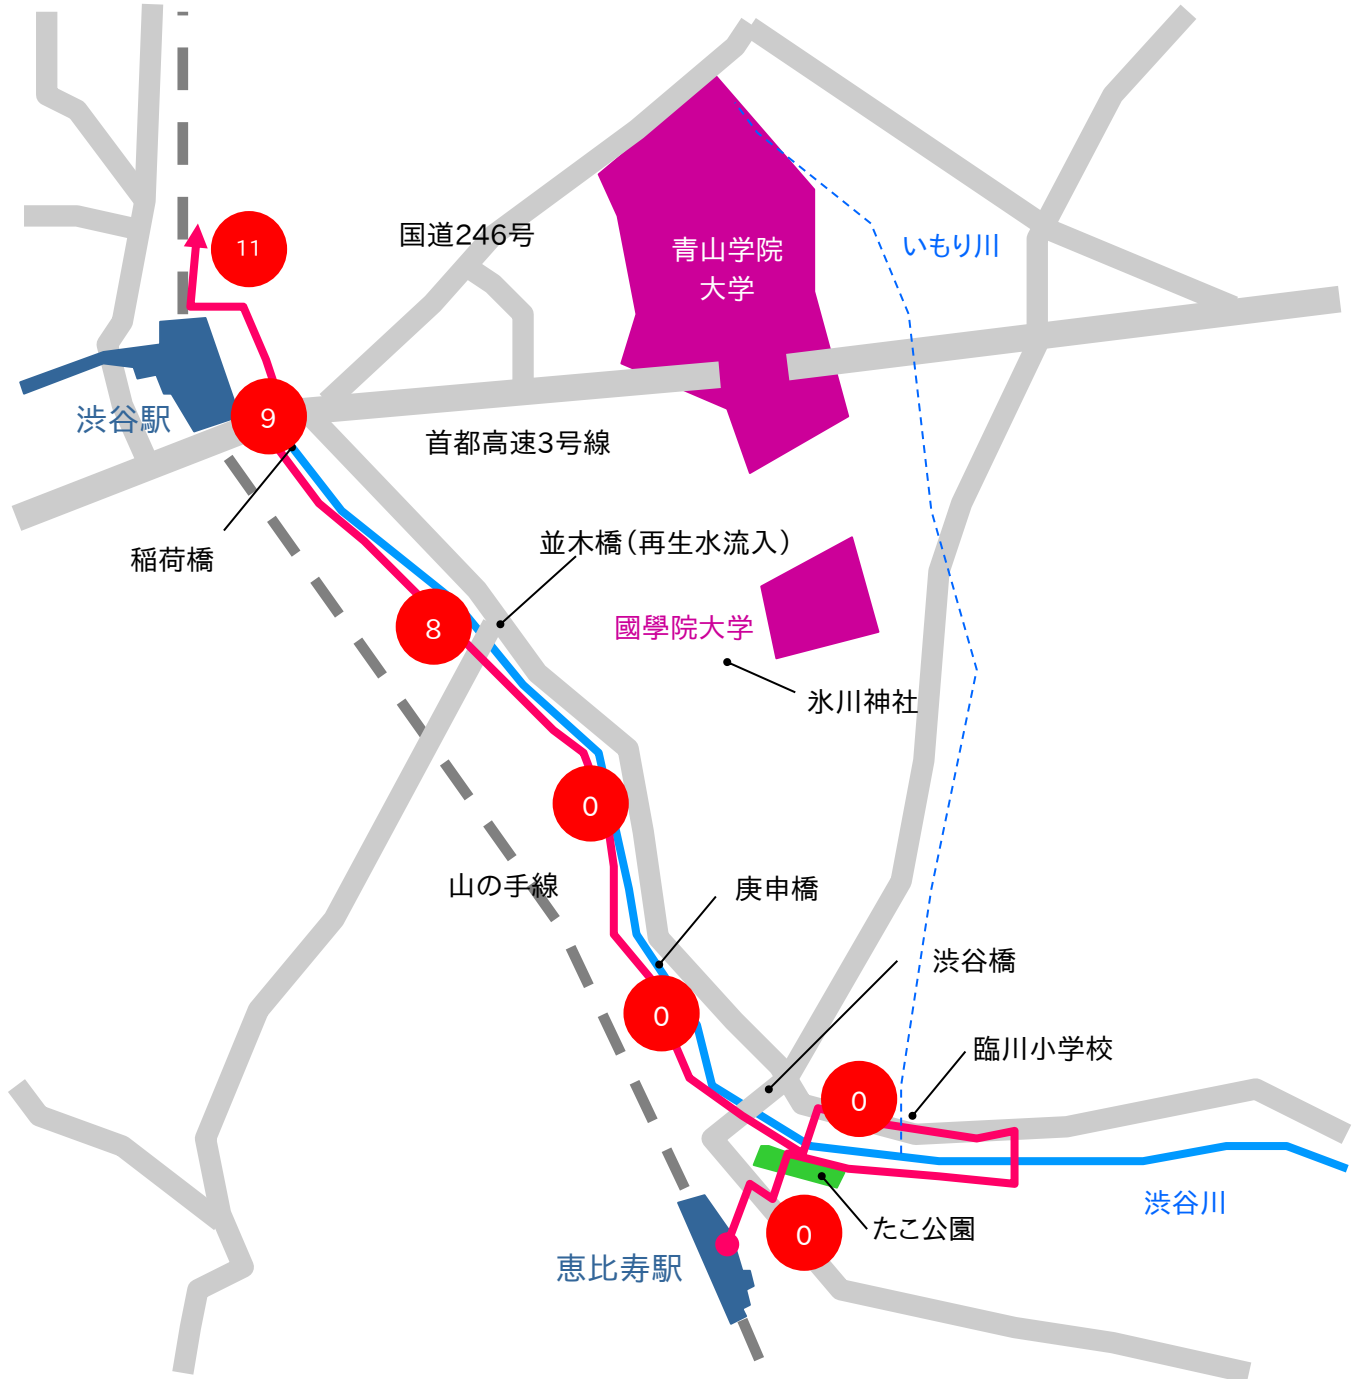 国道246号
青山学院
大学
いもり川
11
渋谷駅
9
首都高速3号線
稲荷橋
並木橋(再生水流入)
8
國學院大学
氷川神社
0
山の手線
庚申橋
渋谷橋
0
臨川小学校
0
渋谷川
たこ公園
0
恵比寿駅